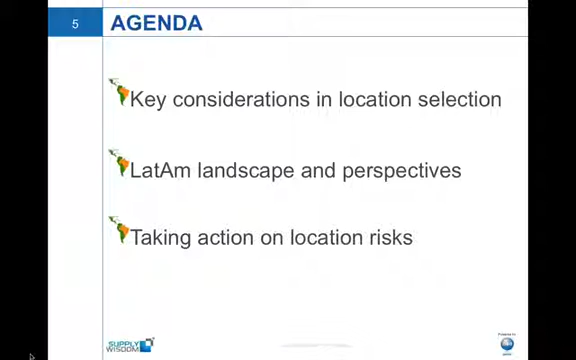 5
AGENDA
Key considerations in location selection
LatAm landscape and perspectives
Taking action on location risks
SUPPLY
WISDOM